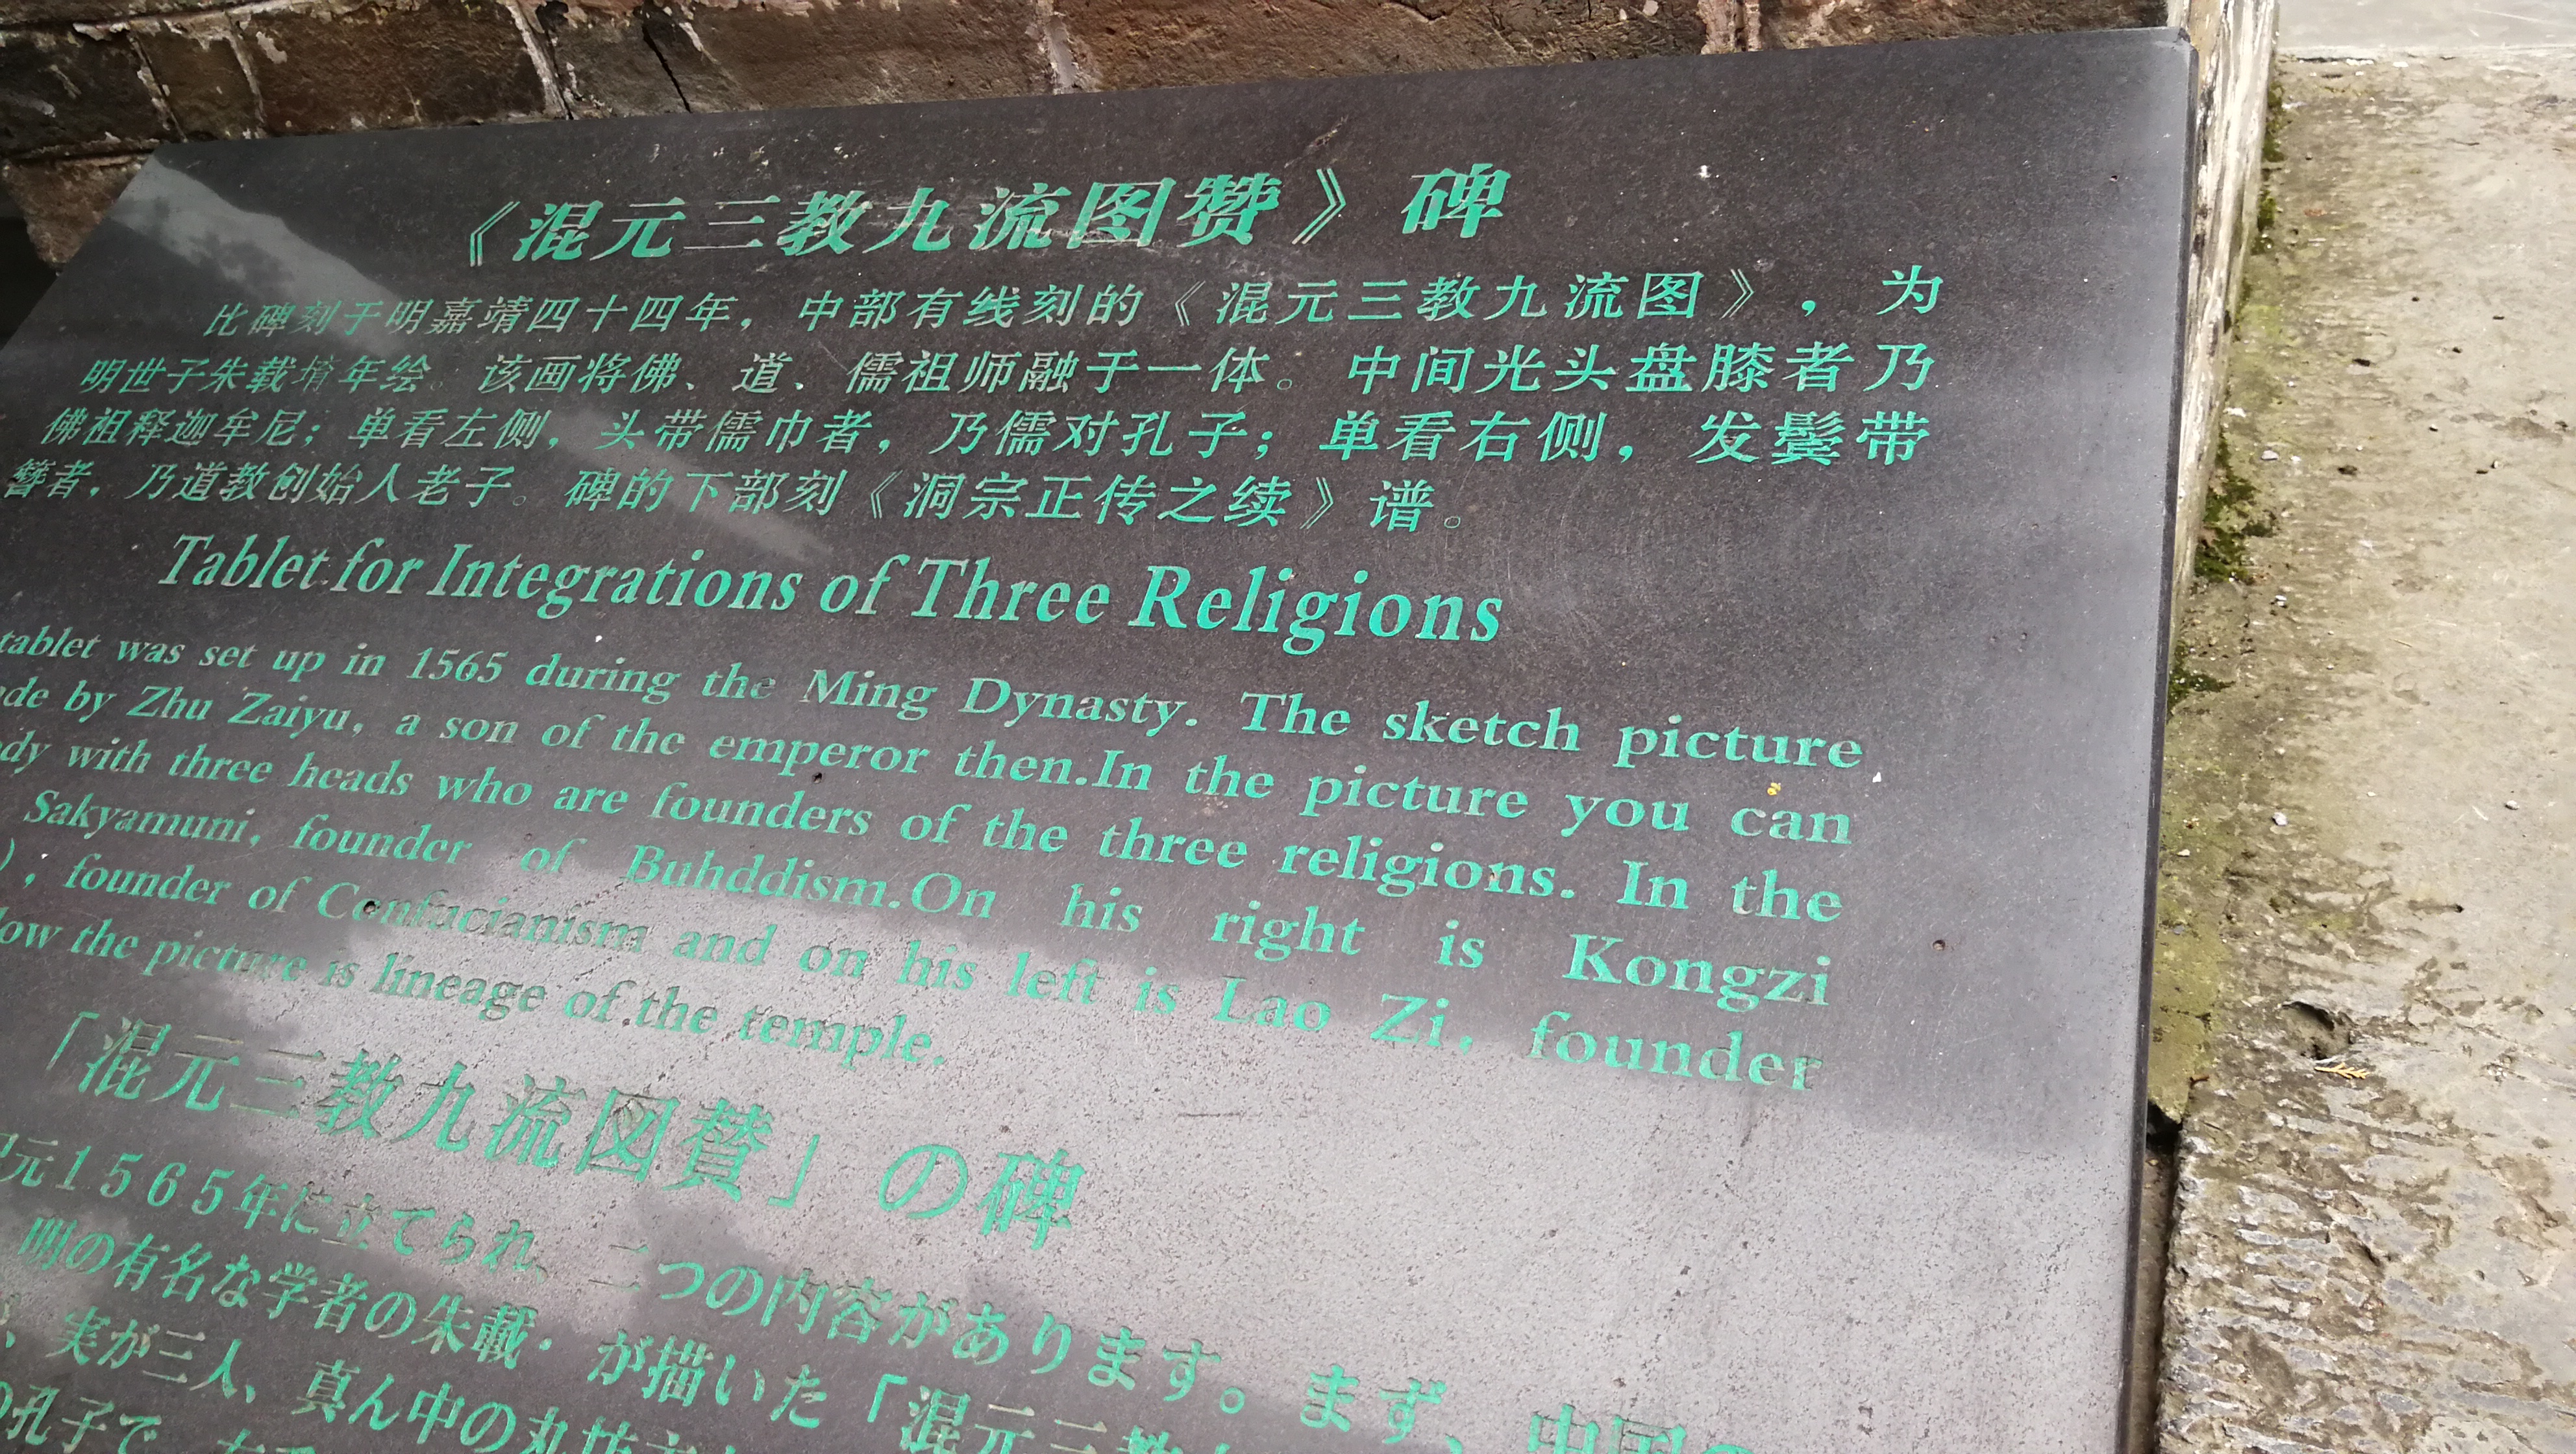 《混元三教九流图赞》碑
比碑刻于明嘉靖四十四年，中部有线刻的《混元三教九流图》，为
明世子朱载堉年绘。该画将佛、道、儒祖师融于一体。中间光头盘膝者乃
佛祖释迦牟尼；单看左侧，头带儒巾者，乃儒对孔子；单看右侧，发鬓带
簪者，乃道教创始人老子。碑的下部刻《洞宗正传之续》谱。
Tablet for Integrations of Three Religions
tablet was set up in 1565 during the Ming Dynasty. The sketch picture
by Zhu Zaiyu, a son of the emperor then.In the picture you can
with three heads who are founders of the three religions. In the
Sakyamuni, founder of Buhddism.On his right is Kongzi
), founder of Confucianism and on his left is Lao Zi, founder
the picture is lineage of the temple.
「混元三教九流図贊」の碑
元1565年に立てられ、二つの内容があります。まず、中国の
明の有名な学者の朱載·が描いた「混元三教
、実が三人、真ん中の丸坊主
の孔子で、